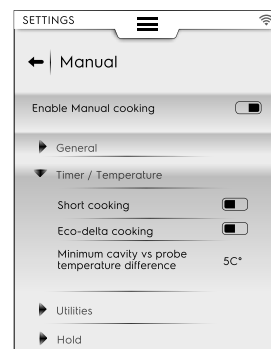 SETTINGS
Manual
Enable Manual cooking
General
Timer / Temperature
Short cooking
Eco-delta cooking
Minimum cavity vs probe
temperature difference
5C°
Utilities
Hold